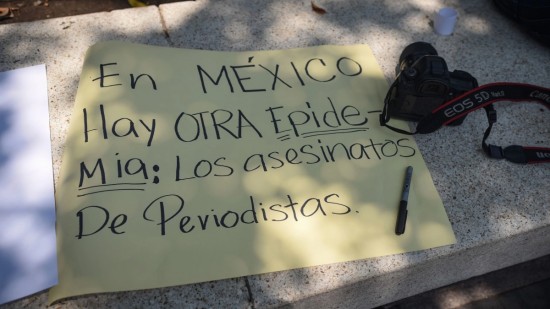 En MÉXICO
Hay OTRA Epide-
Mia: Los asesinatos
De Periodistas.
EOS 5D